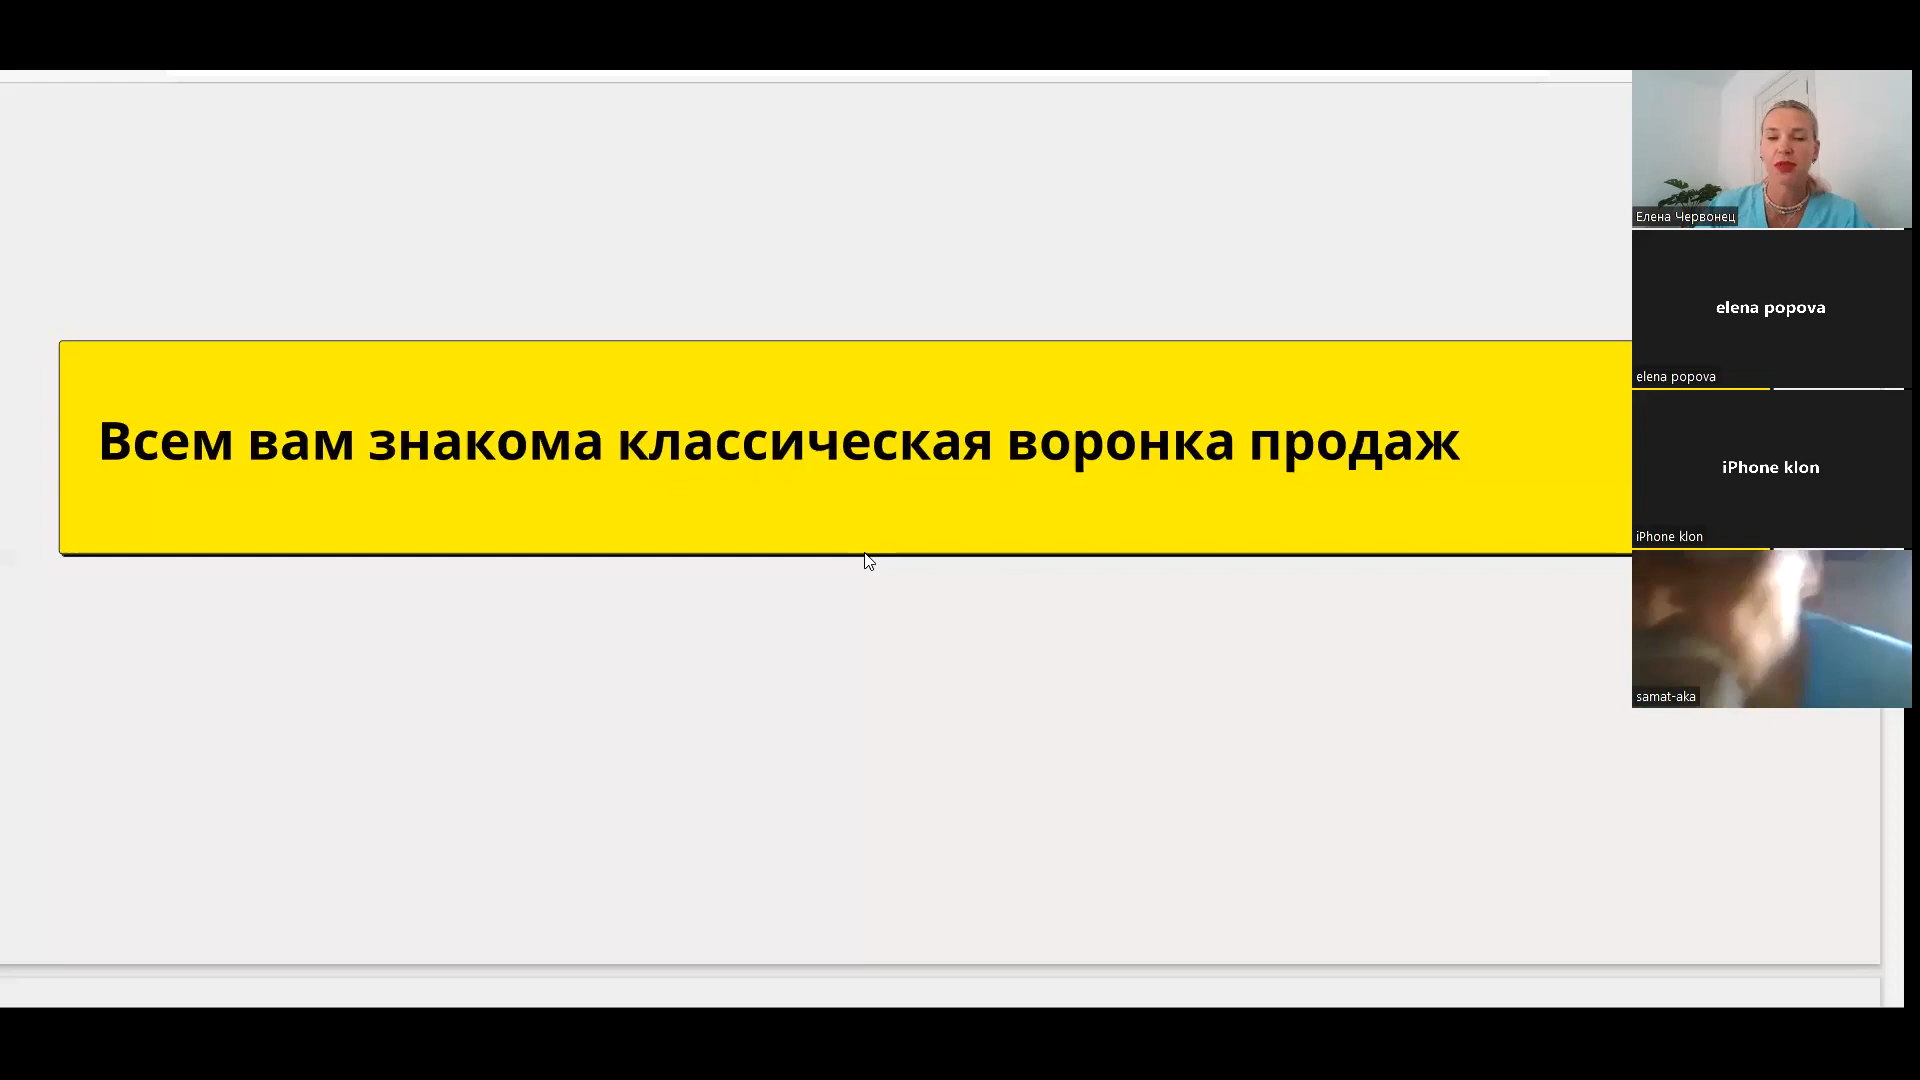 Всем вам знакома классическая воронка продаж
Елена Червонец
elena popova
elena popova
iPhone klon
iPhone klon
samat-aka